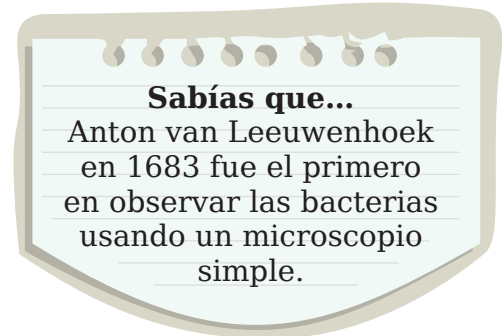 Sabías que...
Anton van Leeuwenhoek
en 1683 fue el primero
en observar las bacterias
usando un microscopio
simple.